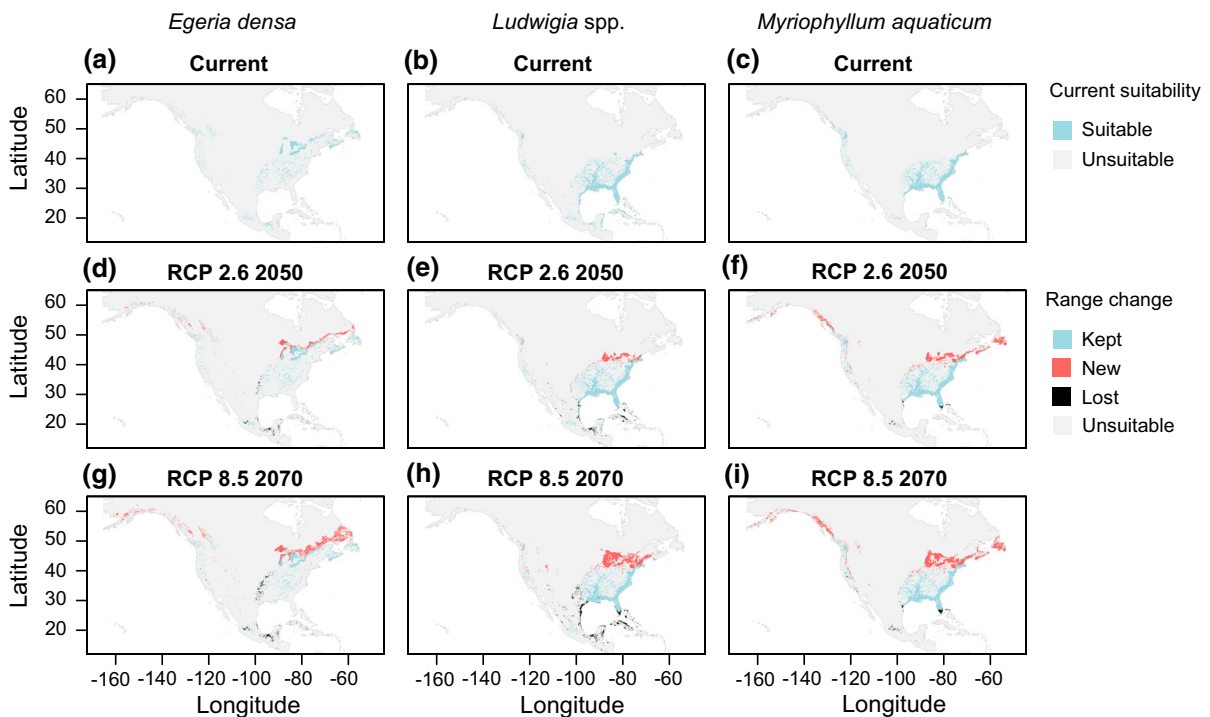 Egeria densa
Ludwigia spp.
Myriophyllum aquaticum
(a) Current
(b) Current
(c) Current
Latitude
60
50
40
30
20
Current suitability
Suitable
Unsuitable
(d) RCP 2.6 2050
(e) RCP 2.6 2050
(f) RCP 2.6 2050
Latitude
60
50
40
30
20
Range change
Kept
New
Lost
Unsuitable
(g) RCP 8.5 2070
(h) RCP 8.5 2070
(i) RCP 8.5 2070
Latitude
60
50
40
30
20
-160 -140 -120 -100 -80 -60
-160 -140 -120 -100 -80 -60
-160 -140 -120 -100 -80 -60
Longitude
Longitude
Longitude